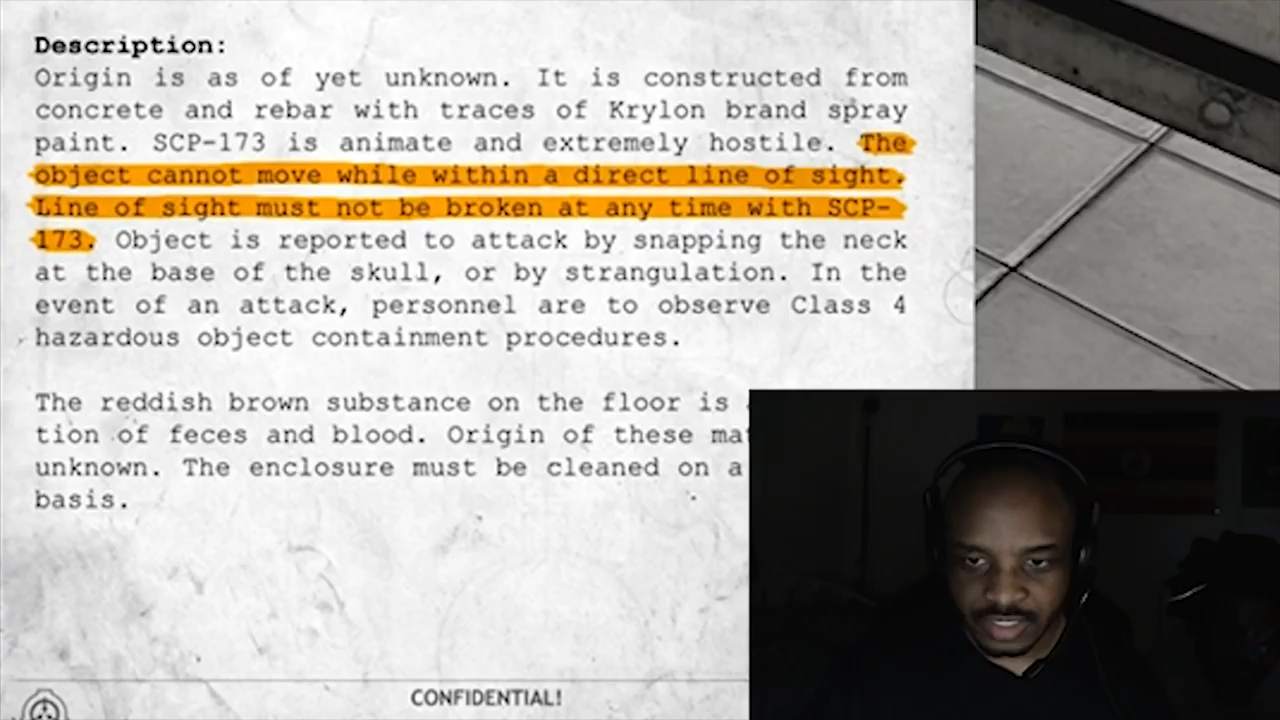 Description:
Origin is as of yet unknown. It is constructed from
concrete and rebar with traces of Krylon brand spray
paint. SCP-173 is animate and extremely hostile. The
object cannot move while within a direct line of sight.
Line of sight must not be broken at any time with SCP-
173. Object is reported to attack by snapping the neck
at the base of the skull, or by strangulation. In the
event of an attack, personnel are to observe Class 4
hazardous object containment procedures.
The reddish brown substance on the floor is
tion of feces and blood. Origin of these
unknown. The enclosure must be cleaned on a
basis.
CONFIDENTIAL!